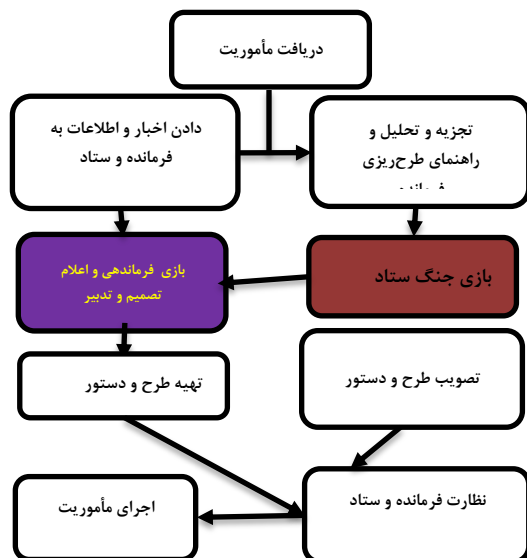 دریافت مأموریت
دادن اخبار و اطلاعات به
فرمانده و ستاد
تجزیه و تحلیل و
راهنمای طرح‌ریزی
فرمانده
بازی فرماندهی و اعلام
تصمیم و تدبیر
بازی جنگ ستاد
تهیه طرح و دستور
تصویب طرح و دستور
اجرای مأموریت
نظارت فرمانده و ستاد